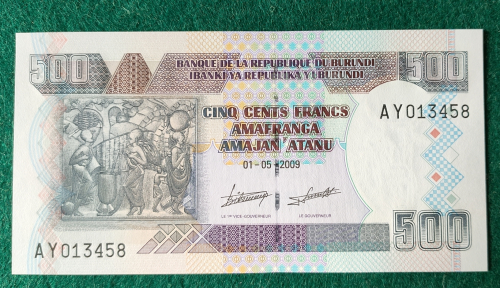 500
BANQUE DE LA REPUBLIQUE DU BURUNDI
IBANKI YA REPUBLIKA Y'UBURUNDI
500
CINQ CENTS FRANCS
AMAFRANGA
AMAJAN ATANU
AY013458
01-05-2009
LE 1er VICE-GOUVERNEUR
LE GOUVERNEUR
AY013458
500